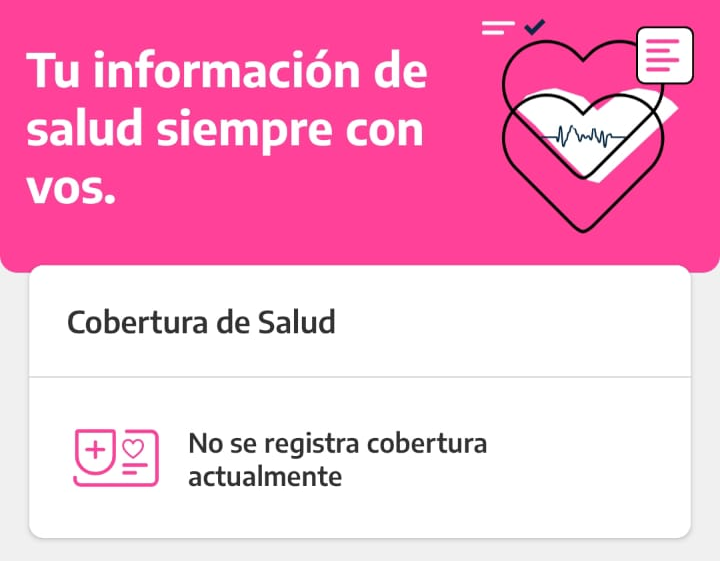 Tu información de
salud siempre con
vos.
Cobertura de Salud
No se registra cobertura
actualmente